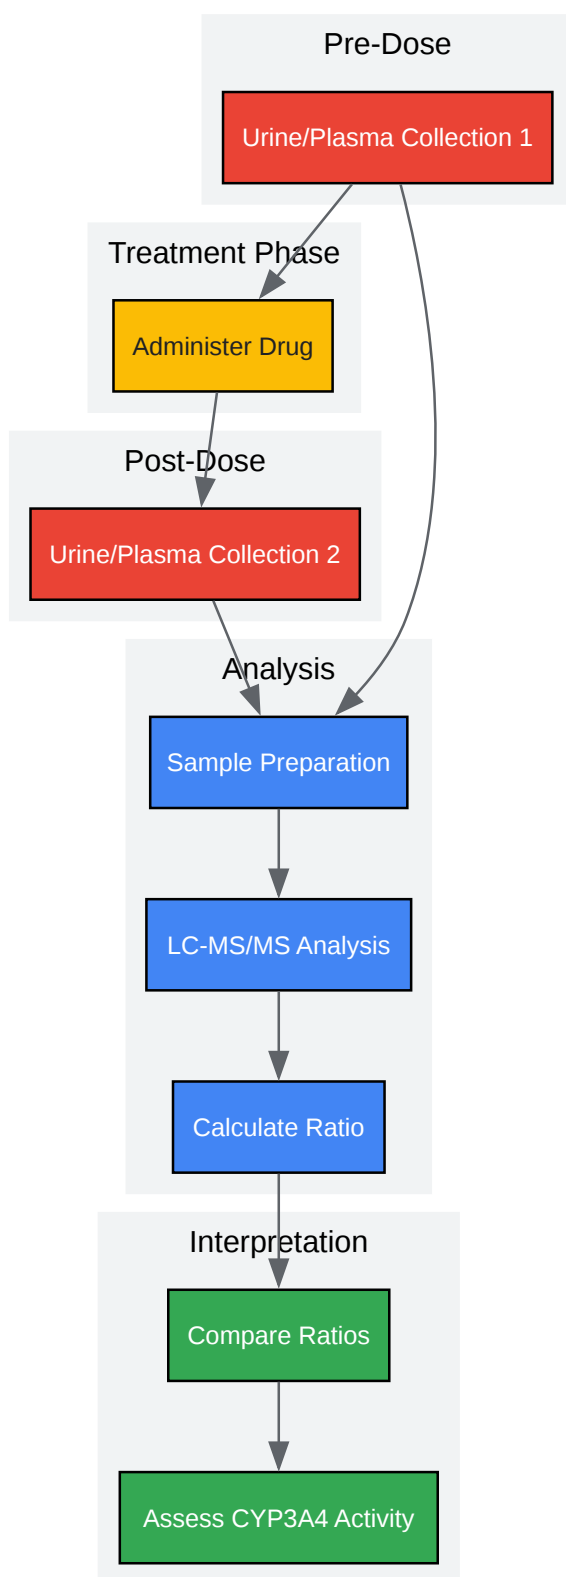 Pre-Dose
Urine/Plasma Collection 1
Treatment Phase
Administer Drug
Post-Dose
Urine/Plasma Collection 2
Analysis
Sample Preparation
LC-MS/MS Analysis
Calculate Ratio
Interpretation
Compare Ratios
Assess CYP3A4 Activity